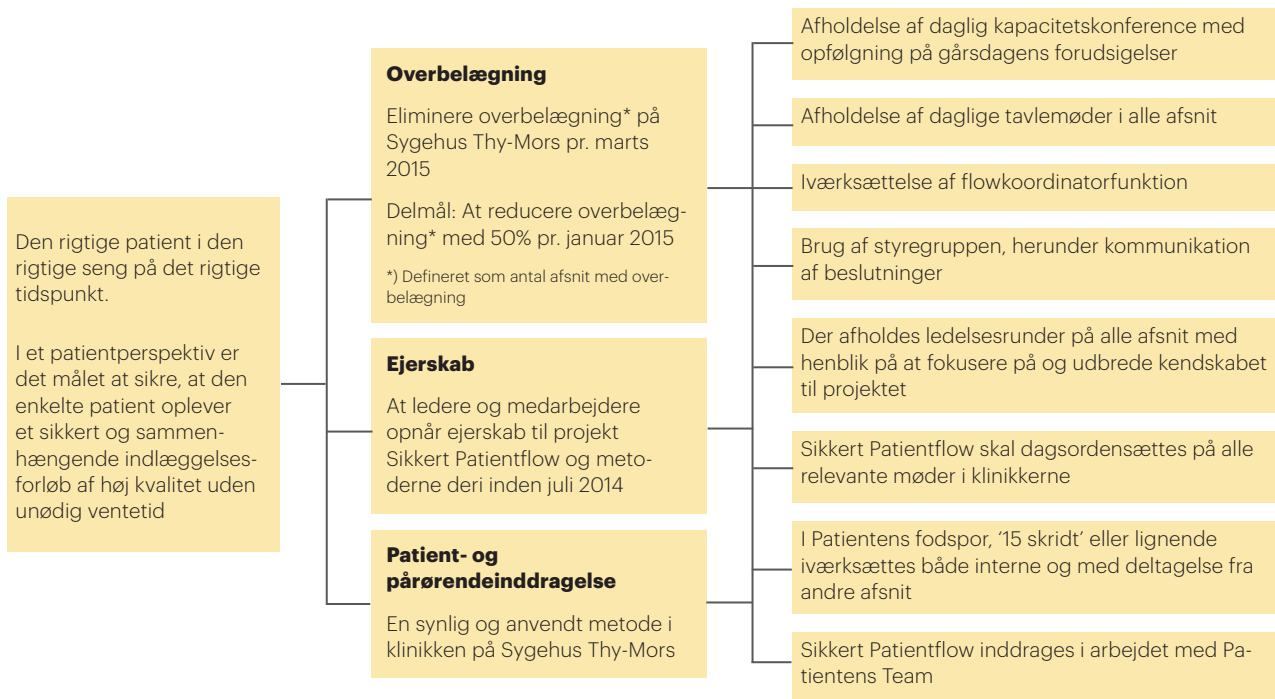 Den rigtige patient i den
rigtige seng på det rigtige
tidspunkt.
I et patientperspektiv er
det målet at sikre, at den
enkelte patient oplever
et sikkert og sammen-
hængende indlæggelses-
forløb af høj kvalitet uden
unødig ventetid
Overbelægning
Eliminere overbelægning* på
Sygehus Thy-Mors pr. marts
2015
Delmål: At reducere overbelæg-
ning* med 50% pr. januar 2015
*) Defineret som antal afsnit med over-
belægning
Ejerskab
At ledere og medarbejdere
opnår ejerskab til projekt
Sikkert Patientflow og meto-
derne deri inden juli 2014
Patient- og
pårørendeinddragelse
En synlig og anvendt metode i
klinikken på Sygehus Thy-Mors
Afholdelse af daglig kapacitetskonference med
opfølgning på gårsdagens forudsigelser
Afholdelse af daglige tavlemøder i alle afsnit
Iværksættelse af flowkoordinatorfunktion
Brug af styregruppen, herunder kommunikation
af beslutninger
Der afholdes ledelsesrunder på alle afsnit med
henblik på at fokusere på og udbrede kendskabet
til projektet
Sikkert Patientflow skal dagsordensættes på alle
relevante møder i klinikkerne
I Patientens fodspor, ‘15 skridt’ eller lignende
iværksættes både interne og med deltagelse fra
andre afsnit
Sikkert Patientflow inddrages i arbejdet med Pa-
tientens Team